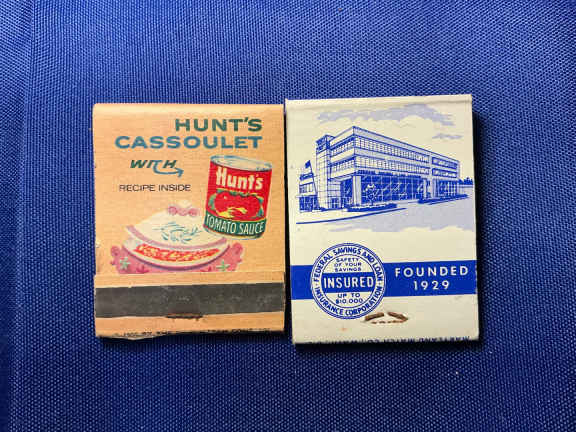 HUNT'S
CASSOULET
WITH
RECIPE INSIDE
Hunt's
TOMATO SAUCE
FEDERAL SAVINGS AND LOAN
INSURANCE CORPORATION
SAFETY
OF YOUR
SAVINGS
INSURED
UP TO
$10,000
FOUNDED
1929